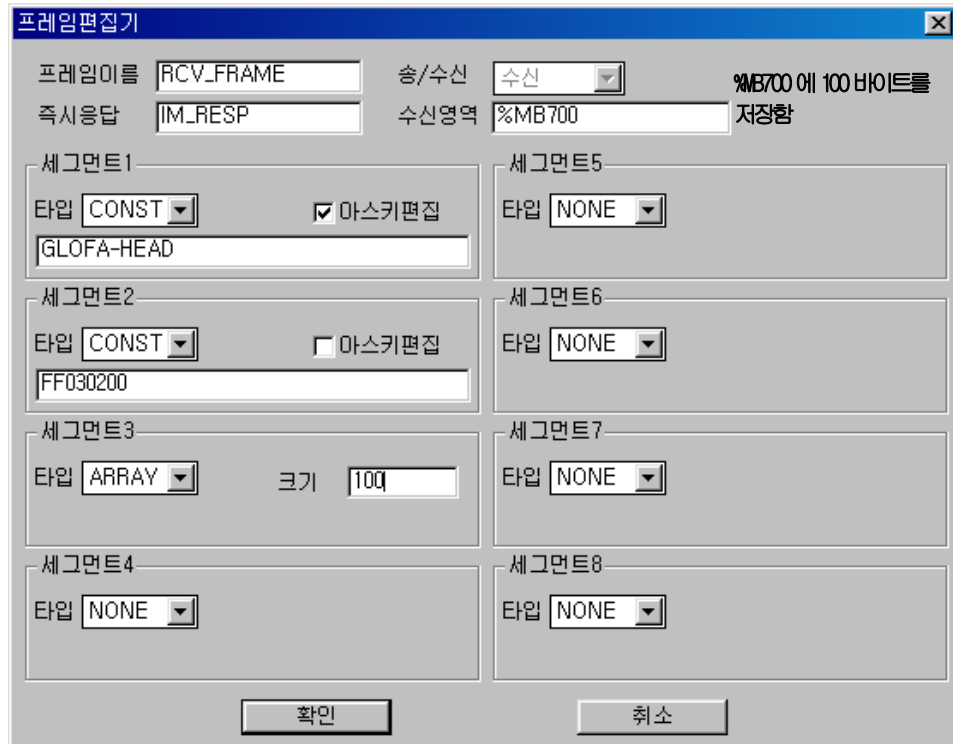 프레임편집기
프레임이름 RCV_FRAME 송/수신 수신
즉시응답 IM_RESP 수신영역 %MB700
%MB700 에 100 바이트를
저장함
세그먼트1
타입 CONST 아스키편집
GLOFA-HEAD
세그먼트2
타입 CONST 아스키편집
FF030200
세그먼트3
타입 ARRAY 크기 100
세그먼트4
타입 NONE
세그먼트5
타입 NONE
세그먼트6
타입 NONE
세그먼트7
타입 NONE
세그먼트8
타입 NONE
확인 취소